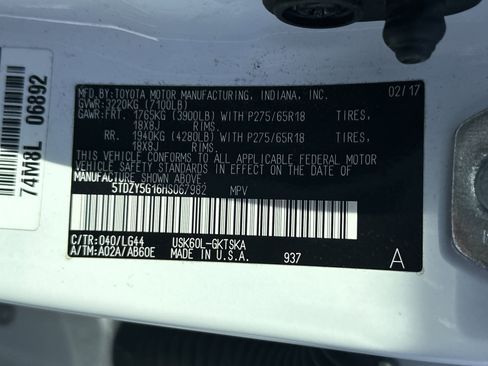 74M8L 06892
MFD.BY:TOYOTA MOTOR MANUFACTURING, INDIANA, INC. 02/17
GVWR:3220KG (7100LB)
GAWR:FRT. 1765KG (3900LB) WITH P275/65R18 TIRES,
18X8J RIMS.
RR. 1940KG (4280LB) WITH P275/65R18 TIRES,
18X8J RIMS.
THIS VEHICLE CONFORMS TO ALL APPLICABLE FEDERAL MOTOR
VEHICLE SAFETY STANDARDS IN EFFECT ON THE DATE OF
MANUFACTURE
5TDZY5G16HS067982 MPV
C/TR:040/LG44 USK60L-GKTSKA
A/TM:A02A/AB60E MADE IN U.S.A. 937 A